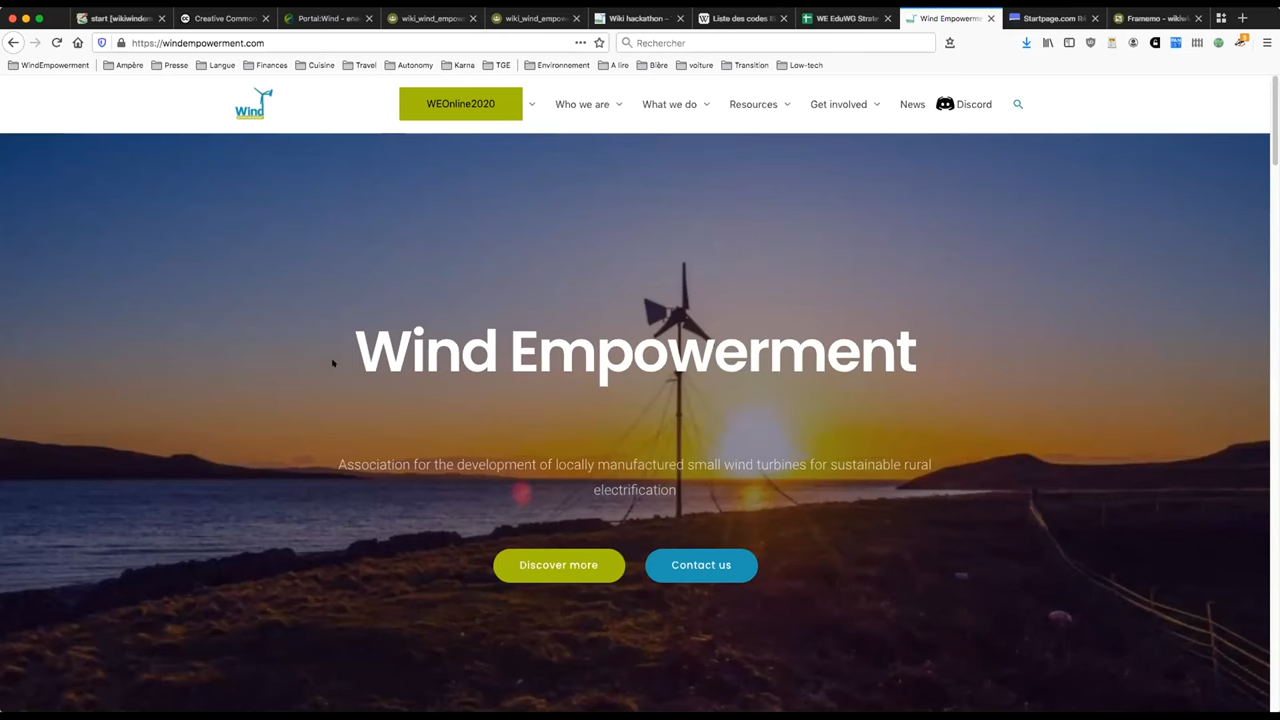 start [wikiwindem
Creative Common
Portal:Wind - ene
wiki_wind_empow
wiki_wind_empow
Wiki hackathon -
Liste des codes IS
WE EduWG Strate
Wind Empowerm
Startpage.com R
Framemo - wikiwi
https://windempowerment.com
Rechercher
WindEmpowerment Ampère Presse Langue Finances Cuisine Travel Autonomy Karna TGE Environnement A lire Bière voiture Transition Low-tech
Wind
WEOnline2020 Who we are What we do Resources Get involved News Discord
Wind Empowerment
Association for the development of locally manufactured small wind turbines for sustainable rural
electrification
Discover more Contact us